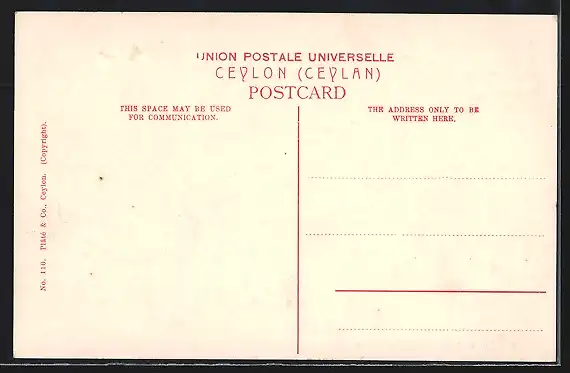 UNION POSTALE UNIVERSELLE
CEYLON (CEYLAN)
POSTCARD
THIS SPACE MAY BE USED
FOR COMMUNICATION.
THE ADDRESS ONLY TO BE
WRITTEN HERE.
No. 110. Plâté & Co., Ceylon. (Copyright).